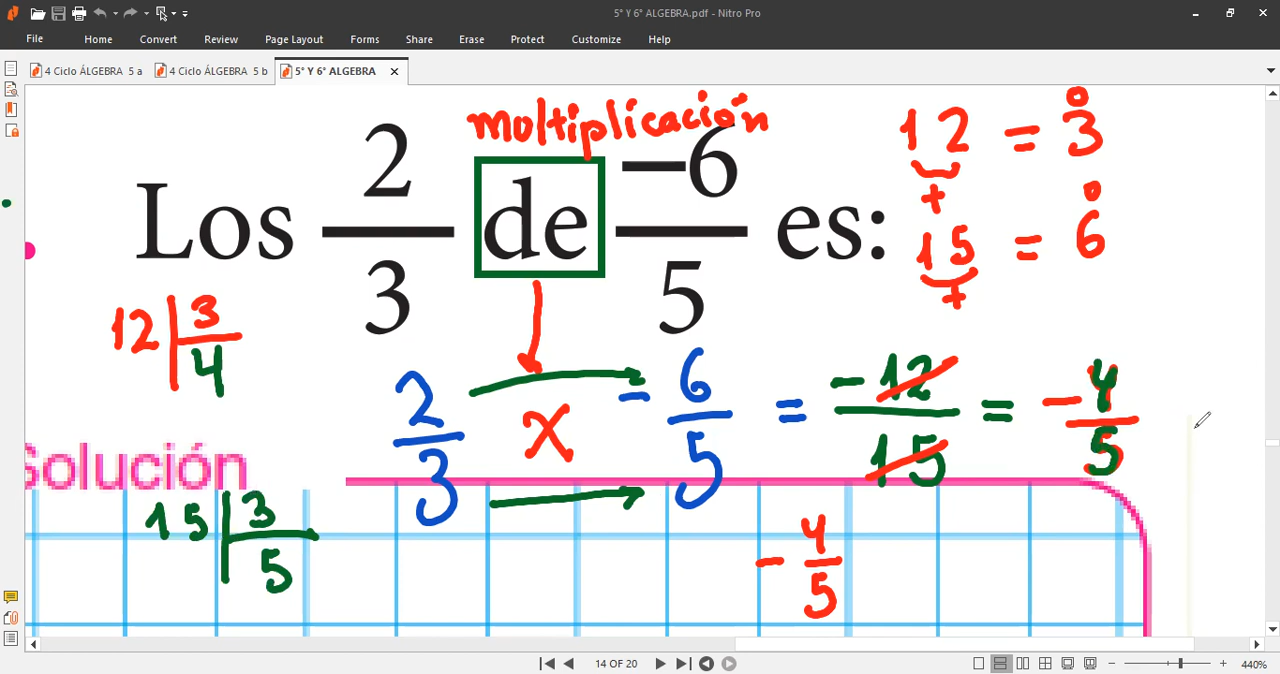 5° Y 6° ALGEBRA.pdf - Nitro Pro
File Home Convert Review Page Layout Forms Share Erase Protect Customize Help
4 Ciclo ÁLGEBRA 5 a
4 Ciclo ÁLGEBRA 5 b
5° Y 6° ALGEBRA
multiplicación
Los 2/3 de -6/5 es:
12 = 3°
+
15 = 6°
+
12 | 3
4
2/3 x - 6/5 = -12/15 = - 4/5
Solución
15 | 3
5
- 4/5
14 OF 20
440%